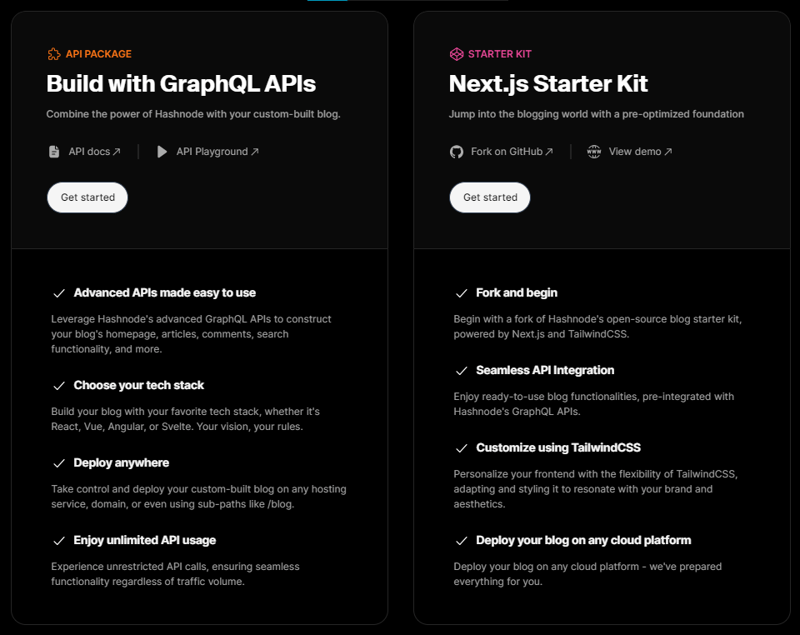 API PACKAGE
Build with GraphQL APIs
Combine the power of Hashnode with your custom-built blog.
API docs
API Playground
Get started
Advanced APIs made easy to use
Leverage Hashnode's advanced GraphQL APIs to construct
your blog's homepage, articles, comments, search
functionality, and more.
Choose your tech stack
Build your blog with your favorite tech stack, whether it's
React, Vue, Angular, or Svelte. Your vision, your rules.
Deploy anywhere
Take control and deploy your custom-built blog on any hosting
service, domain, or even using sub-paths like /blog.
Enjoy unlimited API usage
Experience unrestricted API calls, ensuring seamless
functionality regardless of traffic volume.
STARTER KIT
Next.js Starter Kit
Jump into the blogging world with a pre-optimized foundation
Fork on GitHub
WWW
View demo
Get started
Fork and begin
Begin with a fork of Hashnode's open-source blog starter kit,
powered by Next.js and TailwindCSS.
Seamless API Integration
Enjoy ready-to-use blog functionalities, pre-integrated with
Hashnode's GraphQL APIs.
Customize using TailwindCSS
Personalize your frontend with the flexibility of TailwindCSS,
adapting and styling it to resonate with your brand and
aesthetics.
Deploy your blog on any cloud platform
Deploy your blog on any cloud platform - we've prepared
everything for you.